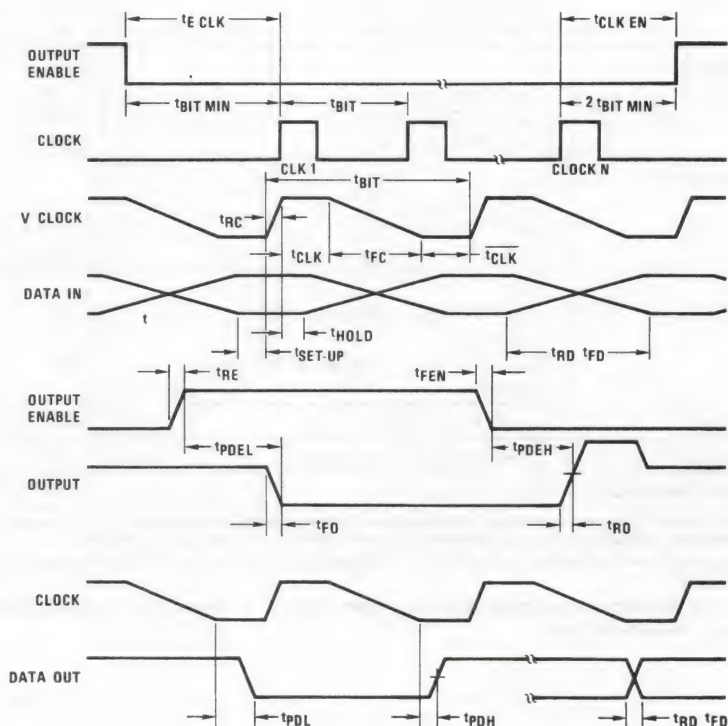 tE CLK tCLK EN
OUTPUT
ENABLE
tBIT MIN tBIT 2 tBIT MIN
CLOCK
CLK 1 CLOCK N
tBIT
V CLOCK
tRC
tCLK tFC CLK
DATA IN
t
tHOLD
tSET-UP tRD tFD
tRE tFEN
OUTPUT
ENABLE
tPDEL tPDEH
OUTPUT
tFO tRO
CLOCK
DATA OUT
tPDL tPDH tRD tFD